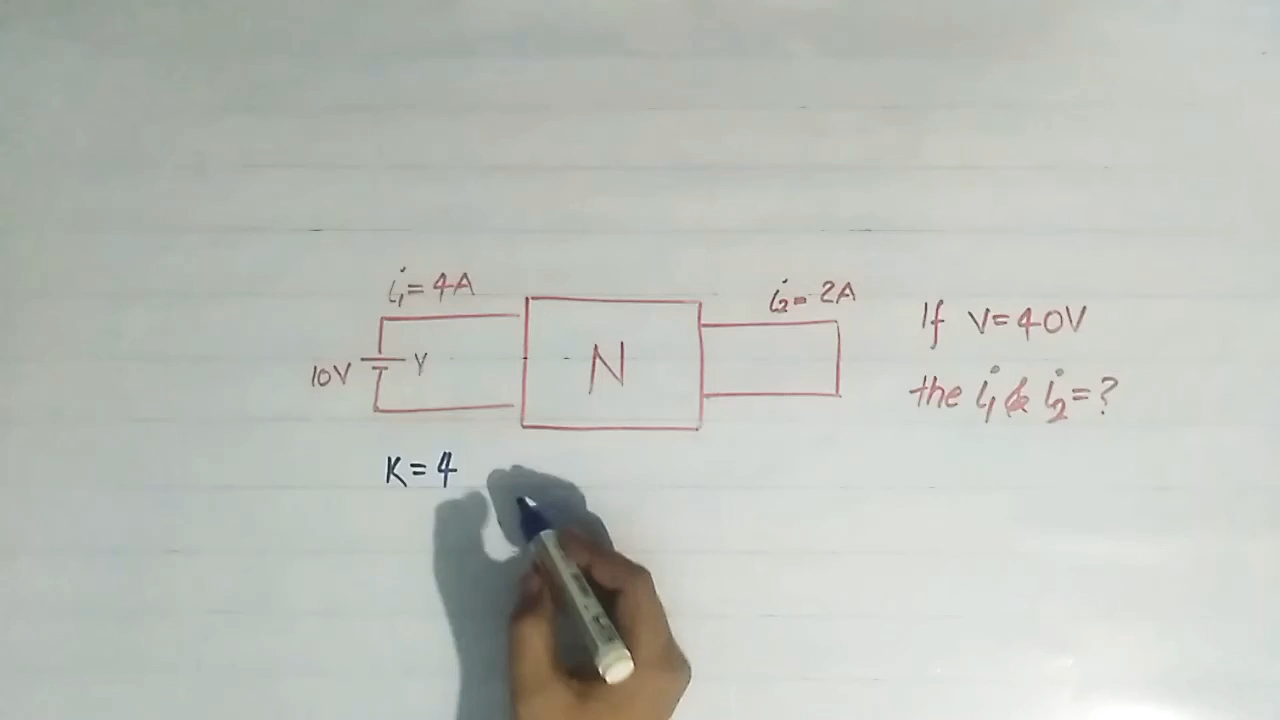 i₁= 4A
i₂= 2A
10V
V
N
If V=40V
the i₁ & i₂=?
K=4